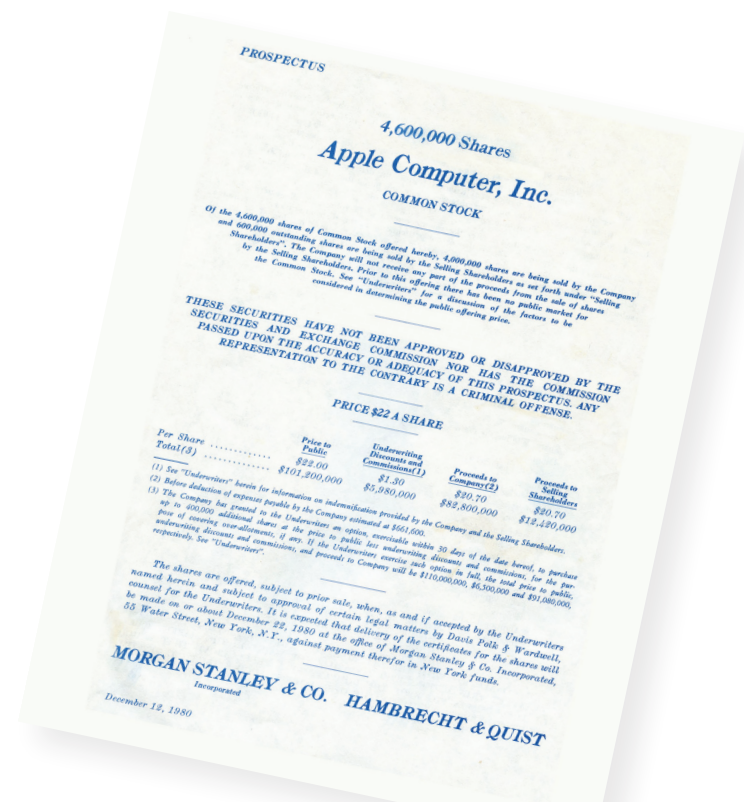 PROSPECTUS
4,600,000 Shares
Apple Computer, Inc.
COMMON STOCK
Of the 4,600,000 shares of Common Stock offered hereby, 4,000,000 shares are being sold by the Company
and 600,000 outstanding shares are being sold by the Selling Shareholders as set forth under "Selling
Shareholders". The Company will not receive any part of the proceeds from the sale of shares
by the Selling Shareholders. Prior to this offering there has been no public market for
the Common Stock. See "Underwriters" for a discussion of the factors to be
considered in determining the public offering price.
THESE SECURITIES HAVE NOT BEEN APPROVED OR DISAPPROVED BY THE
SECURITIES AND EXCHANGE COMMISSION NOR HAS THE COMMISSION
PASSED UPON THE ACCURACY OR ADEQUACY OF THIS PROSPECTUS. ANY
REPRESENTATION TO THE CONTRARY IS A CRIMINAL OFFENSE.
PRICE $22 A SHARE
Price to Public Underwriting Discounts and Commissions(1) Proceeds to Company(2) Proceeds to Selling Shareholders
Per Share ............ $22.00 $1.30 $20.70 $20.70
Total(3) ............ $101,200,000 $5,980,000 $82,800,000 $12,420,000
(1) See "Underwriters" herein for information on indemnification provided by the Company and the Selling Shareholders.
(2) Before deduction of expenses payable by the Company estimated at $661,600.
(3) The Company has granted to the Underwriters an option, exercisable within 30 days of the date hereof, to purchase
up to 400,000 additional shares at the price to public less underwriting discounts and commissions, for the pur-
pose of covering over-allotments, if any. If the Underwriters exercise such option in full, the total price to public,
underwriting discounts and commissions, and proceeds to Company will be $110,000,000, $6,500,000 and $91,080,000,
respectively. See "Underwriters".
The shares are offered, subject to prior sale, when, as and if accepted by the Underwriters
named herein and subject to approval of certain legal matters by Davis Polk & Wardwell,
counsel for the Underwriters. It is expected that delivery of the certificates for the shares will
be made on or about December 22, 1980 at the office of Morgan Stanley & Co. Incorporated,
55 Water Street, New York, N.Y., against payment therefor in New York funds.
MORGAN STANLEY & CO. HAMBRECHT & QUIST
Incorporated
December 12, 1980